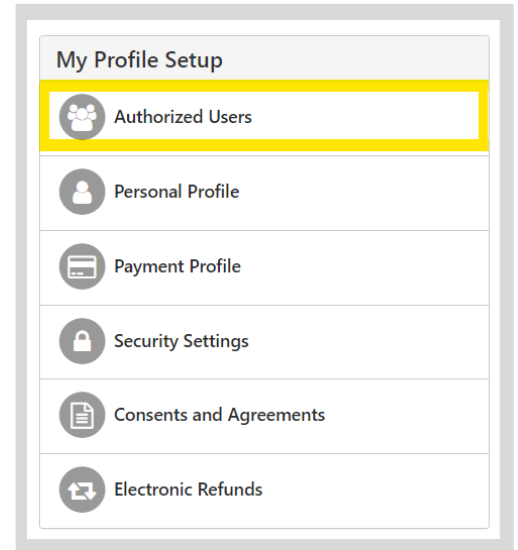 My Profile Setup
Authorized Users
Personal Profile
Payment Profile
Security Settings
Consents and Agreements
Electronic Refunds